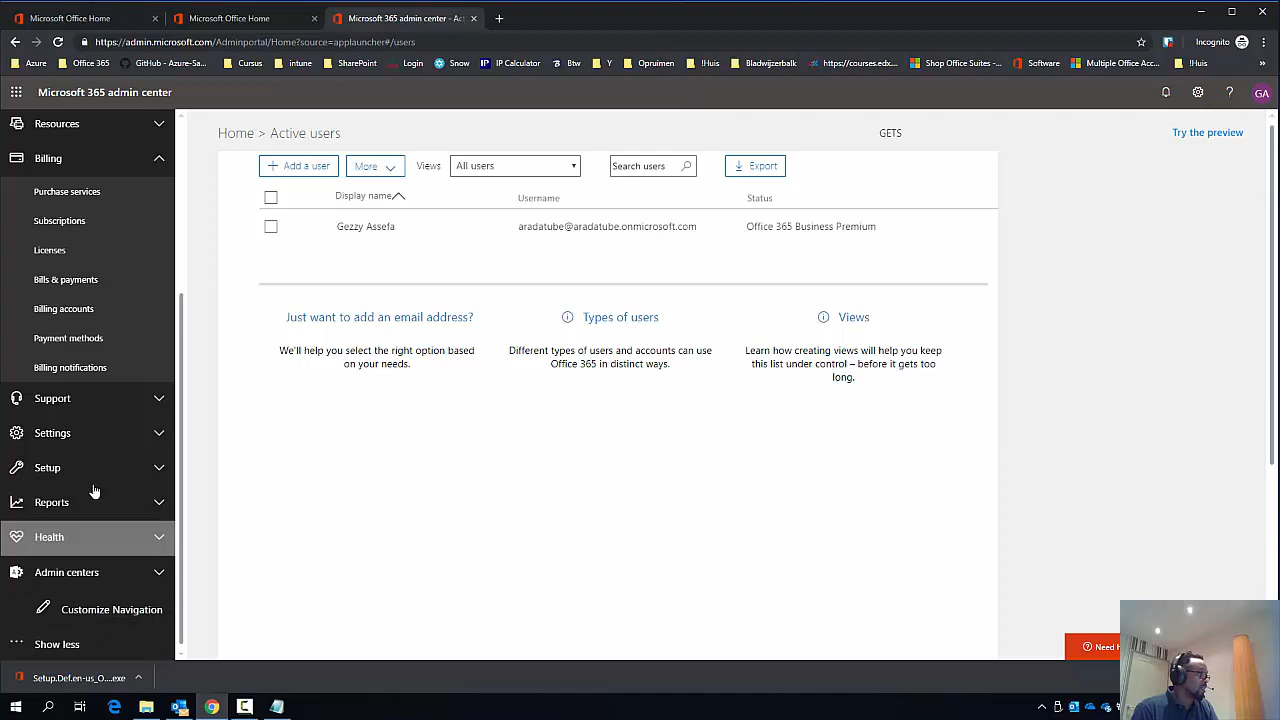 Microsoft Office Home
Microsoft Office Home
Microsoft 365 admin center - Act
https://admin.microsoft.com/Adminportal/Home?source=applauncher#/users
Incognito
Azure
Office 365
GitHub - Azure-Sa...
Cursus
intune
SharePoint
Login
Snow
IP Calculator
Btw
Y
Opruimen
!Huis
Bladwijzerbalk
https://courses.edx...
Shop Office Suites -...
Software
Multiple Office Acc...
!Huis
Microsoft 365 admin center
GA
Resources
Billing
Purchase services
Subscriptions
Licenses
Bills & payments
Billing accounts
Payment methods
Billing notifications
Support
Settings
Setup
Reports
Health
Admin centers
Customize Navigation
Show less
Home > Active users
GETS
Try the preview
Add a user
More
Views
All users
Search users
Export
Display name
Username
Status
Gezzy Assefa
aradatube@aradatube.onmicrosoft.com
Office 365 Business Premium
Just want to add an email address?
We'll help you select the right option based
on your needs.
Types of users
Different types of users and accounts can use
Office 365 in distinct ways.
Views
Learn how creating views will help you keep
this list under control – before it gets too
long.
Need
Setup.Def.en-us_O....exe